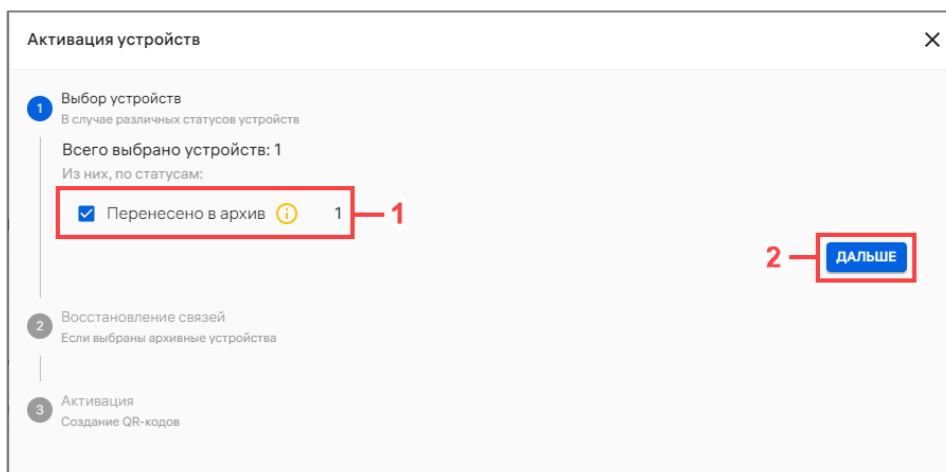 Активация устройств
1
Выбор устройств
В случае различных статусов устройств
Всего выбрано устройств: 1
Из них, по статусам:
Перенесено в архив 1
1
2
ДАЛЬШЕ
2
Восстановление связей
Если выбраны архивные устройства
3
Активация
Создание QR-кодов